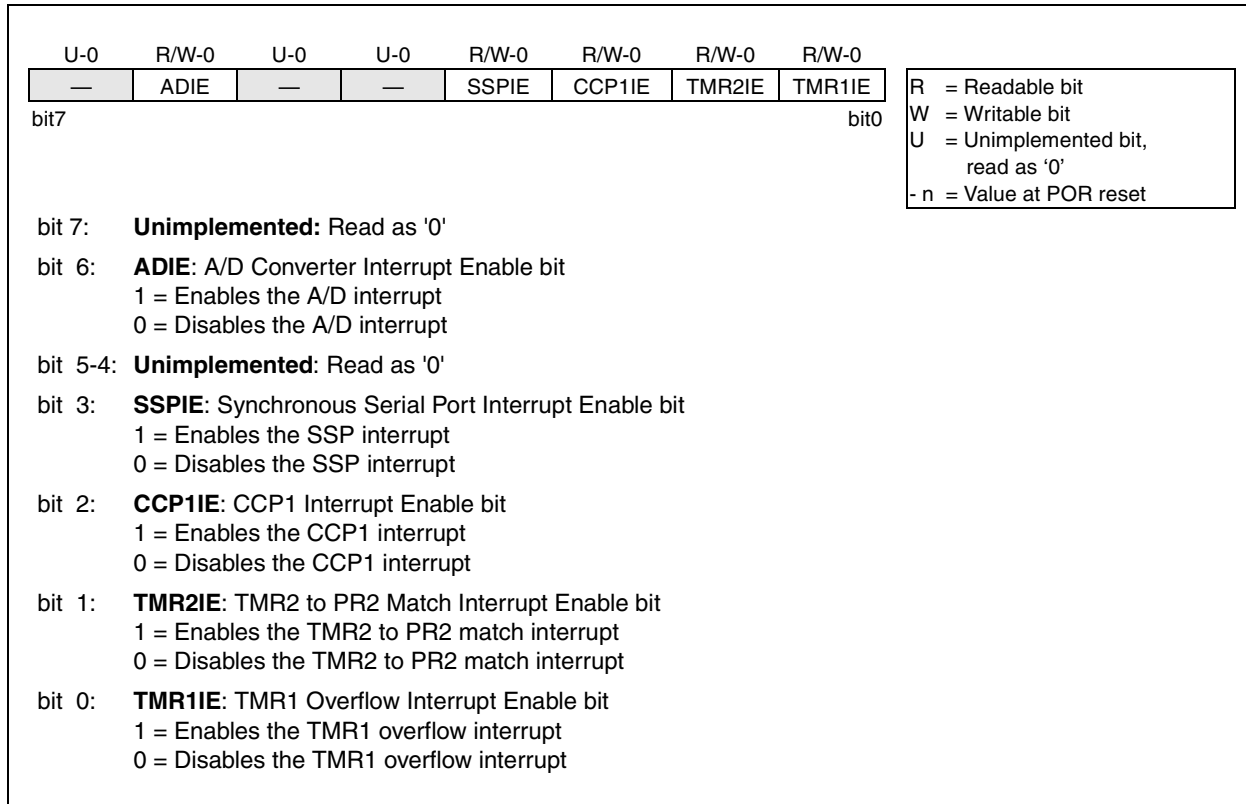 U-0 R/W-0 U-0 U-0 R/W-0 R/W-0 R/W-0 R/W-0
— ADIE — — SSPIE CCP1IE TMR2IE TMR1IE
bit7 bit0
R = Readable bit
W = Writable bit
U = Unimplemented bit,
read as ‘0’
- n = Value at POR reset
bit 7: Unimplemented: Read as '0'
bit 6: ADIE: A/D Converter Interrupt Enable bit
1 = Enables the A/D interrupt
0 = Disables the A/D interrupt
bit 5-4: Unimplemented: Read as '0'
bit 3: SSPIE: Synchronous Serial Port Interrupt Enable bit
1 = Enables the SSP interrupt
0 = Disables the SSP interrupt
bit 2: CCP1IE: CCP1 Interrupt Enable bit
1 = Enables the CCP1 interrupt
0 = Disables the CCP1 interrupt
bit 1: TMR2IE: TMR2 to PR2 Match Interrupt Enable bit
1 = Enables the TMR2 to PR2 match interrupt
0 = Disables the TMR2 to PR2 match interrupt
bit 0: TMR1IE: TMR1 Overflow Interrupt Enable bit
1 = Enables the TMR1 overflow interrupt
0 = Disables the TMR1 overflow interrupt